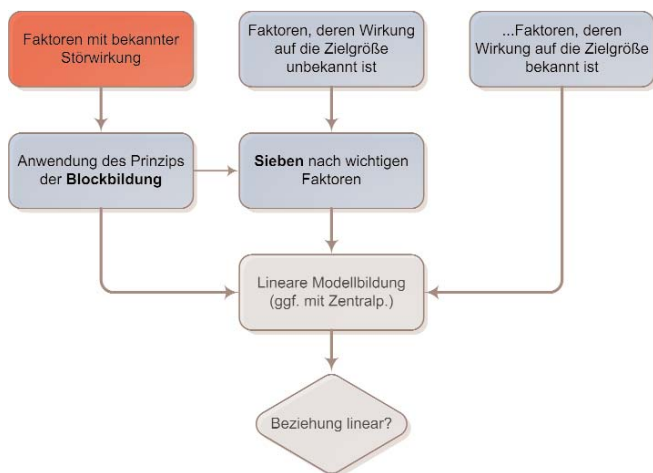 Faktoren mit bekannter
Störwirkung
Faktoren, deren Wirkung
auf die Zielgröße
unbekannt ist
...Faktoren, deren
Wirkung auf die Zielgröße
bekannt ist
Anwendung des Prinzips
der Blockbildung
Sieben nach wichtigen
Faktoren
Lineare Modellbildung
(ggf. mit Zentralp.)
Beziehung linear?